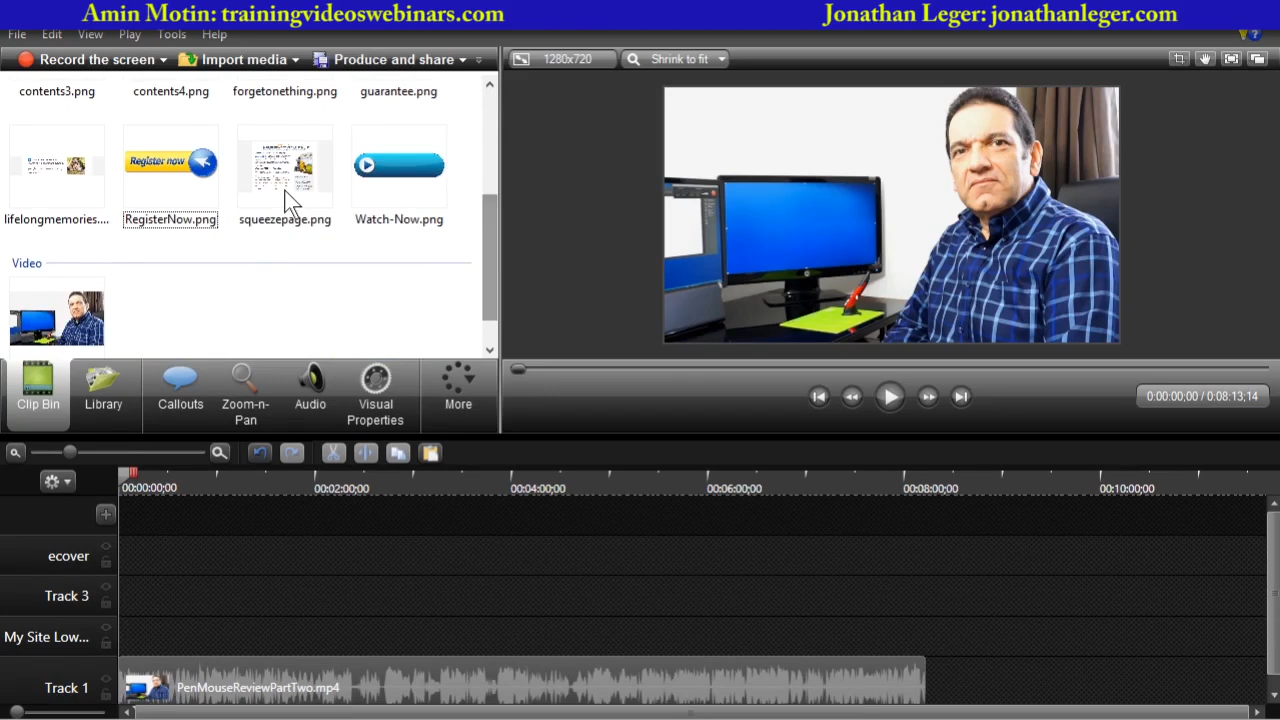 Amin Motin: trainingvideoswebinars.com
Jonathan Leger: jonathanleger.com
File Edit View Play Tools Help
Record the screen Import media Produce and share
1280x720 Shrink to fit
contents3.png contents4.png forgetonething.png guarantee.png
Register now
lifelongmemories.... RegisterNow.png squeezepage.png Watch-Now.png
Video
Clip Bin Library Callouts Zoom-n-Pan Audio Visual Properties More
0:00:00;00 / 0:08:13;14
00:00:00;00 00:02:00;00 00:04:00;00 00:06:00;00 00:08:00;00 00:10:00;00
ecover
Track 3
My Site Low...
Track 1 PenMouseReviewPartTwo.mp4